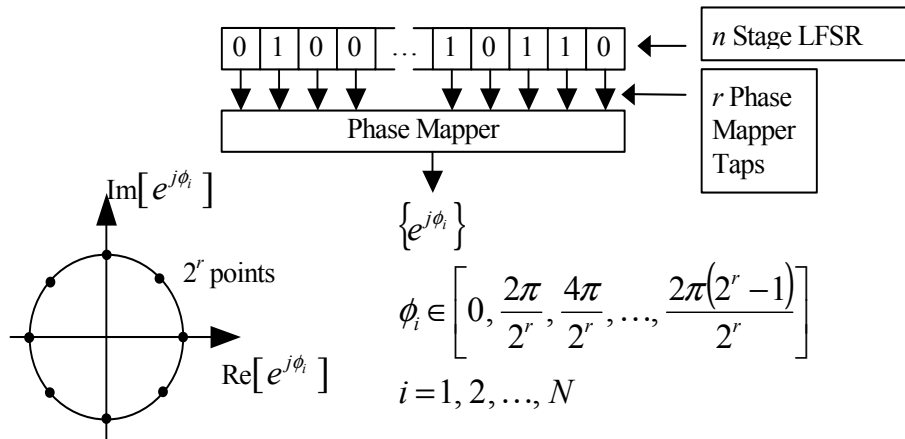 0 1 0 0 ... 1 0 1 1 0
n Stage LFSR
r Phase
Mapper
Taps
Phase Mapper
{e^{jϕ_i}}
Im[e^{jϕ_i}]
2^r points
Re[e^{jϕ_i}]
ϕ_i ∈ [0, 2π/2^r, 4π/2^r, ..., 2π(2^r − 1)/2^r]
i = 1, 2, ..., N